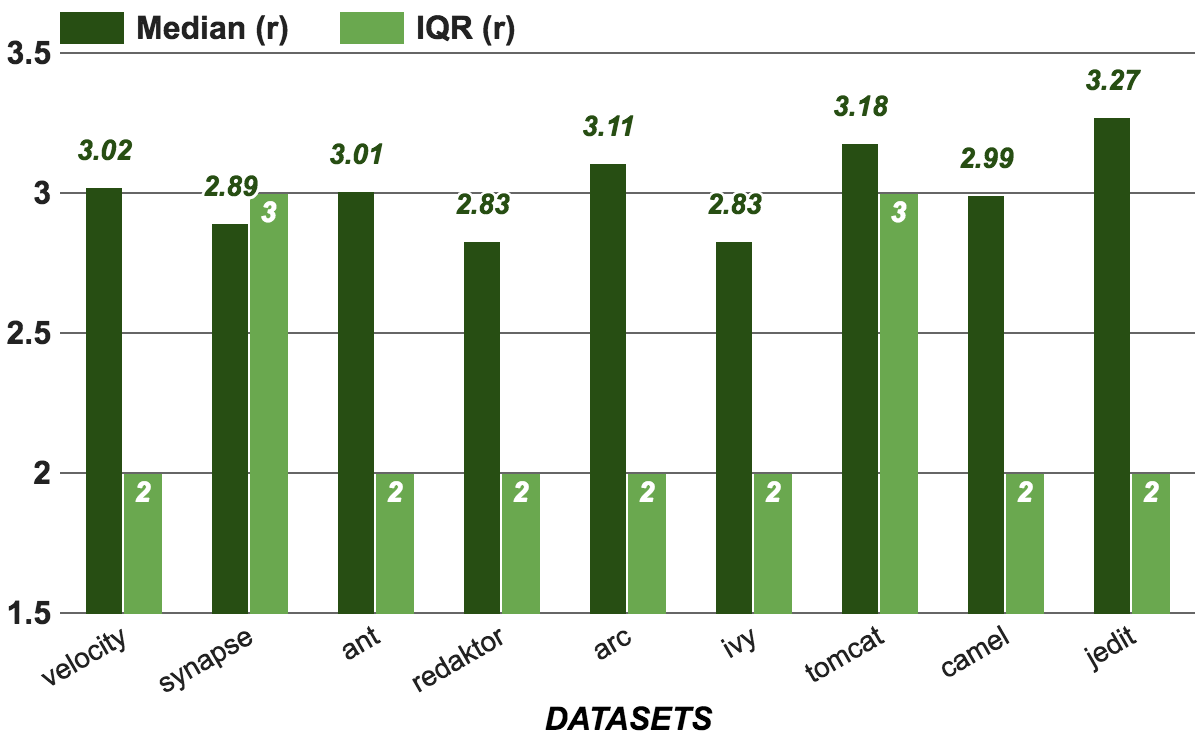 Median (r) IQR (r)
3.5
3
2.5
2
1.5
3.02 2.89 3.01 2.83 3.11 2.83 3.18 2.99 3.27
2 3 2 2 2 2 3 2 2
velocity synapse ant redaktor arc ivy tomcat camel jedit
DATASETS